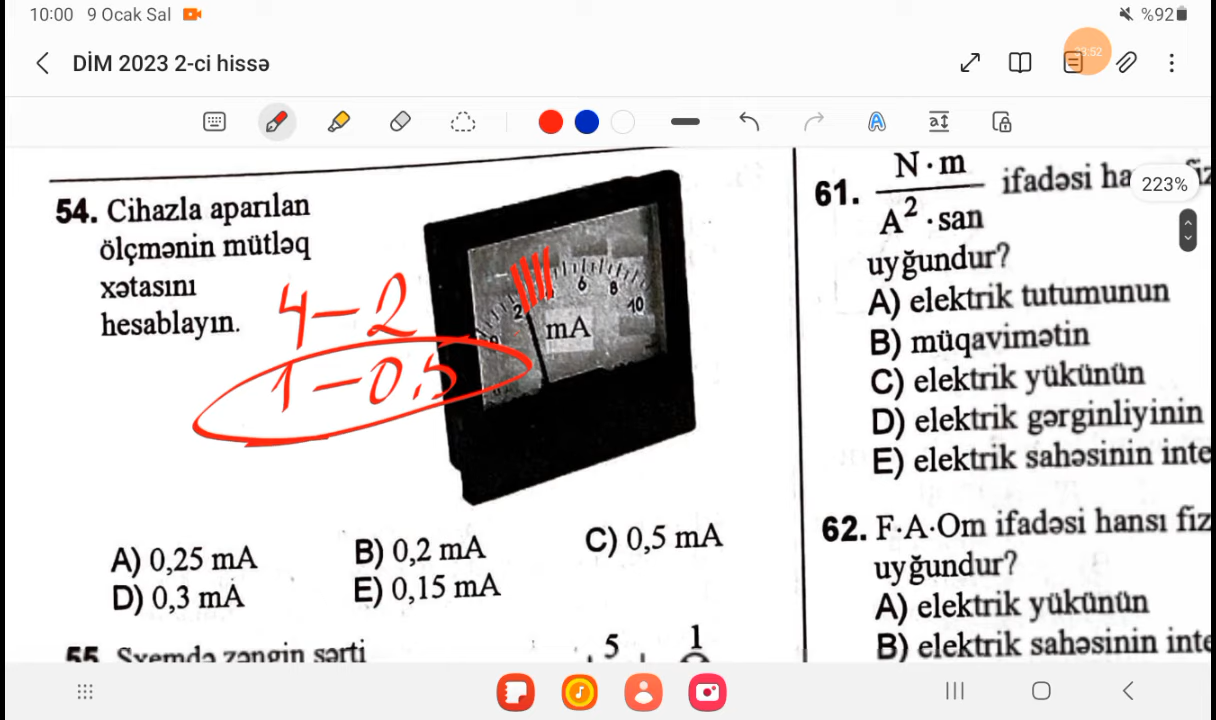 10:00 9 Ocak Sal %92
DİM 2023 2-ci hissə
23:52
223%
54. Cihazla aparılan
ölçmənin mütləq
xətasını
hesablayın.
4-2
1-0,5
0 2 4 6 8 10
mA
A) 0,25 mA B) 0,2 mA C) 0,5 mA
D) 0,3 mA E) 0,15 mA
55 Sxemdə zəngin şərti
5 1
61. N·m ifadəsi ha
A²·san
uyğundur?
A) elektrik tutumunun
B) müqavimətin
C) elektrik yükünün
D) elektrik gərginliyinin
E) elektrik sahəsinin inte
62. F·A·Om ifadəsi hansı fiz
uyğundur?
A) elektrik yükünün
B) elektrik sahəsinin inte